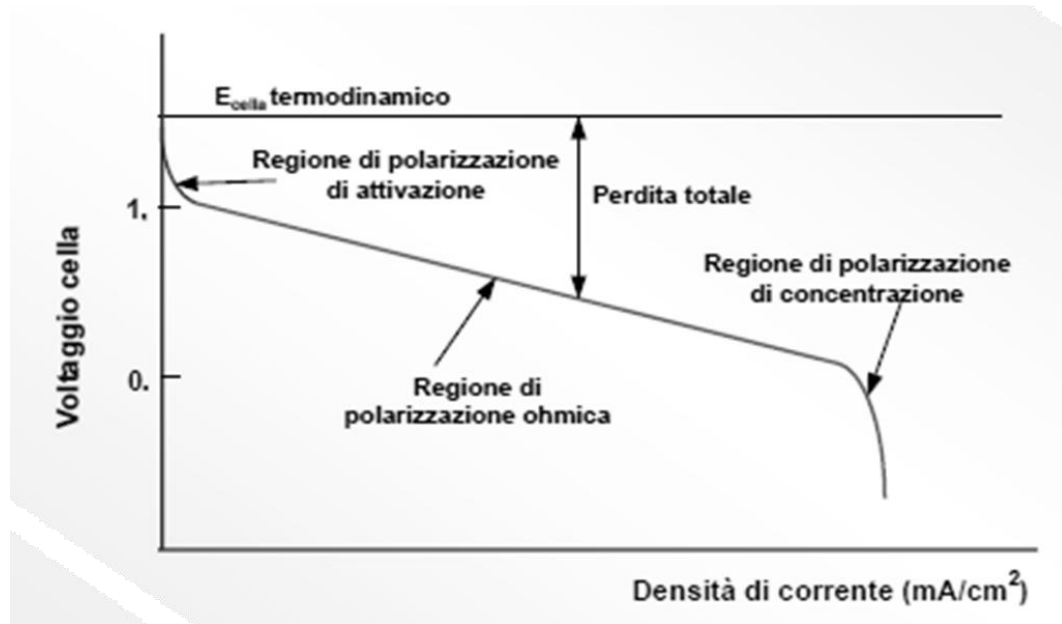 E cella termodinamico
Regione di polarizzazione
di attivazione
Perdita totale
1.
Regione di polarizzazione
di concentrazione
Voltaggio cella
0.
Regione di
polarizzazione ohmica
Densità di corrente (mA/cm²)